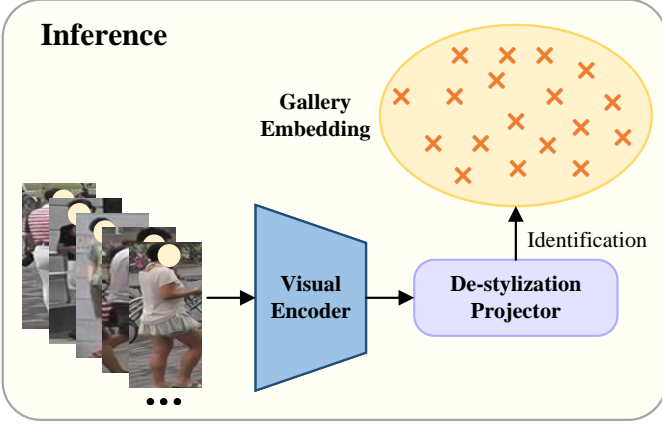 Inference
Gallery
Embedding
Identification
Visual
Encoder
De-stylization
Projector